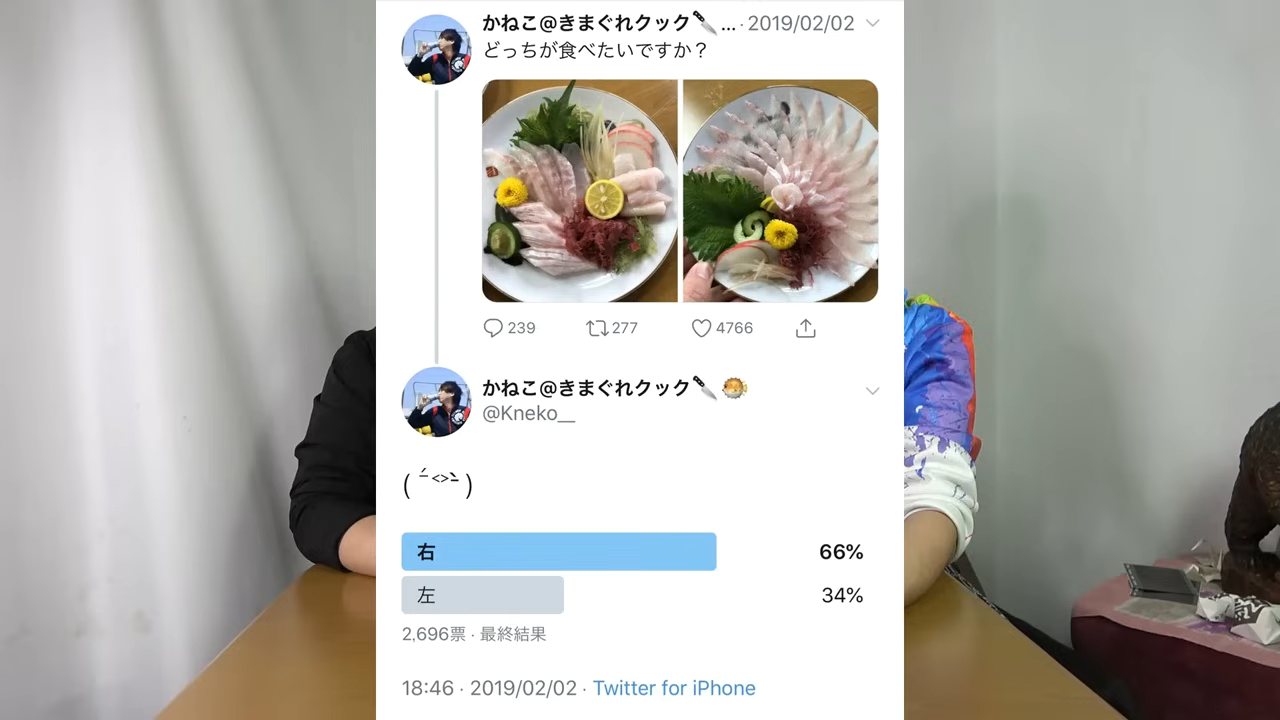 かねこ@きまぐれクック🔪... · 2019/02/02
どっちが食べたいですか？
239 277 4766
かねこ@きまぐれクック🔪🐡
@Kneko__
( ¯́ <>¯̀ )
右 66%
左 34%
2,696票 · 最終結果
18:46 · 2019/02/02 · Twitter for iPhone